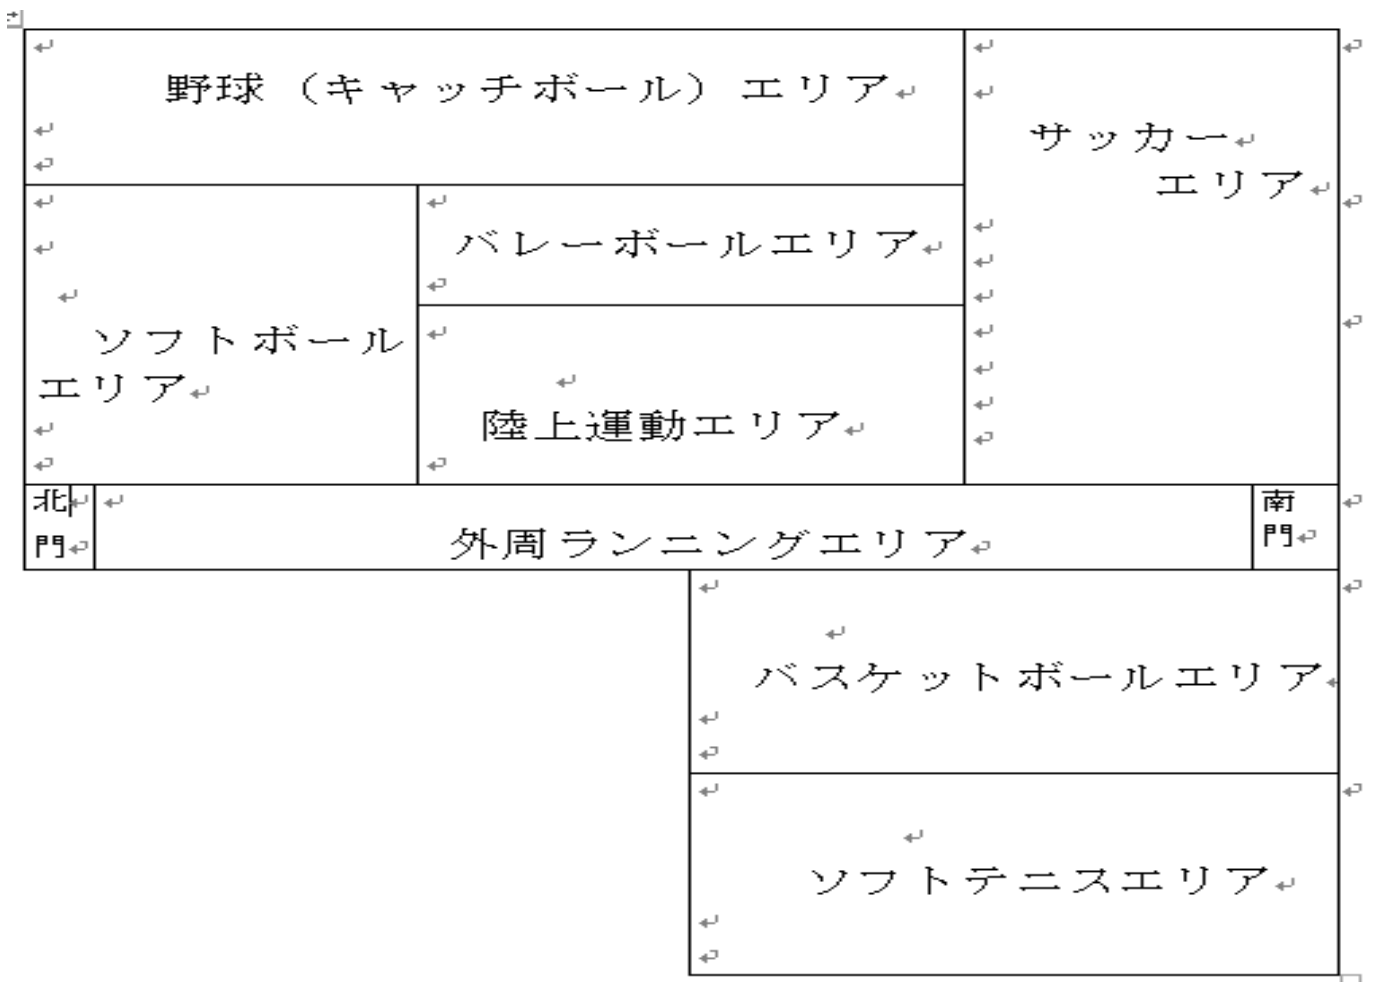 野球（キャッチボール）エリア
サッカー
エリア
バレーボールエリア
ソフトボール
エリア
陸上運動エリア
北
門
外周ランニングエリア
南
門
バスケットボールエリア
ソフトテニスエリア